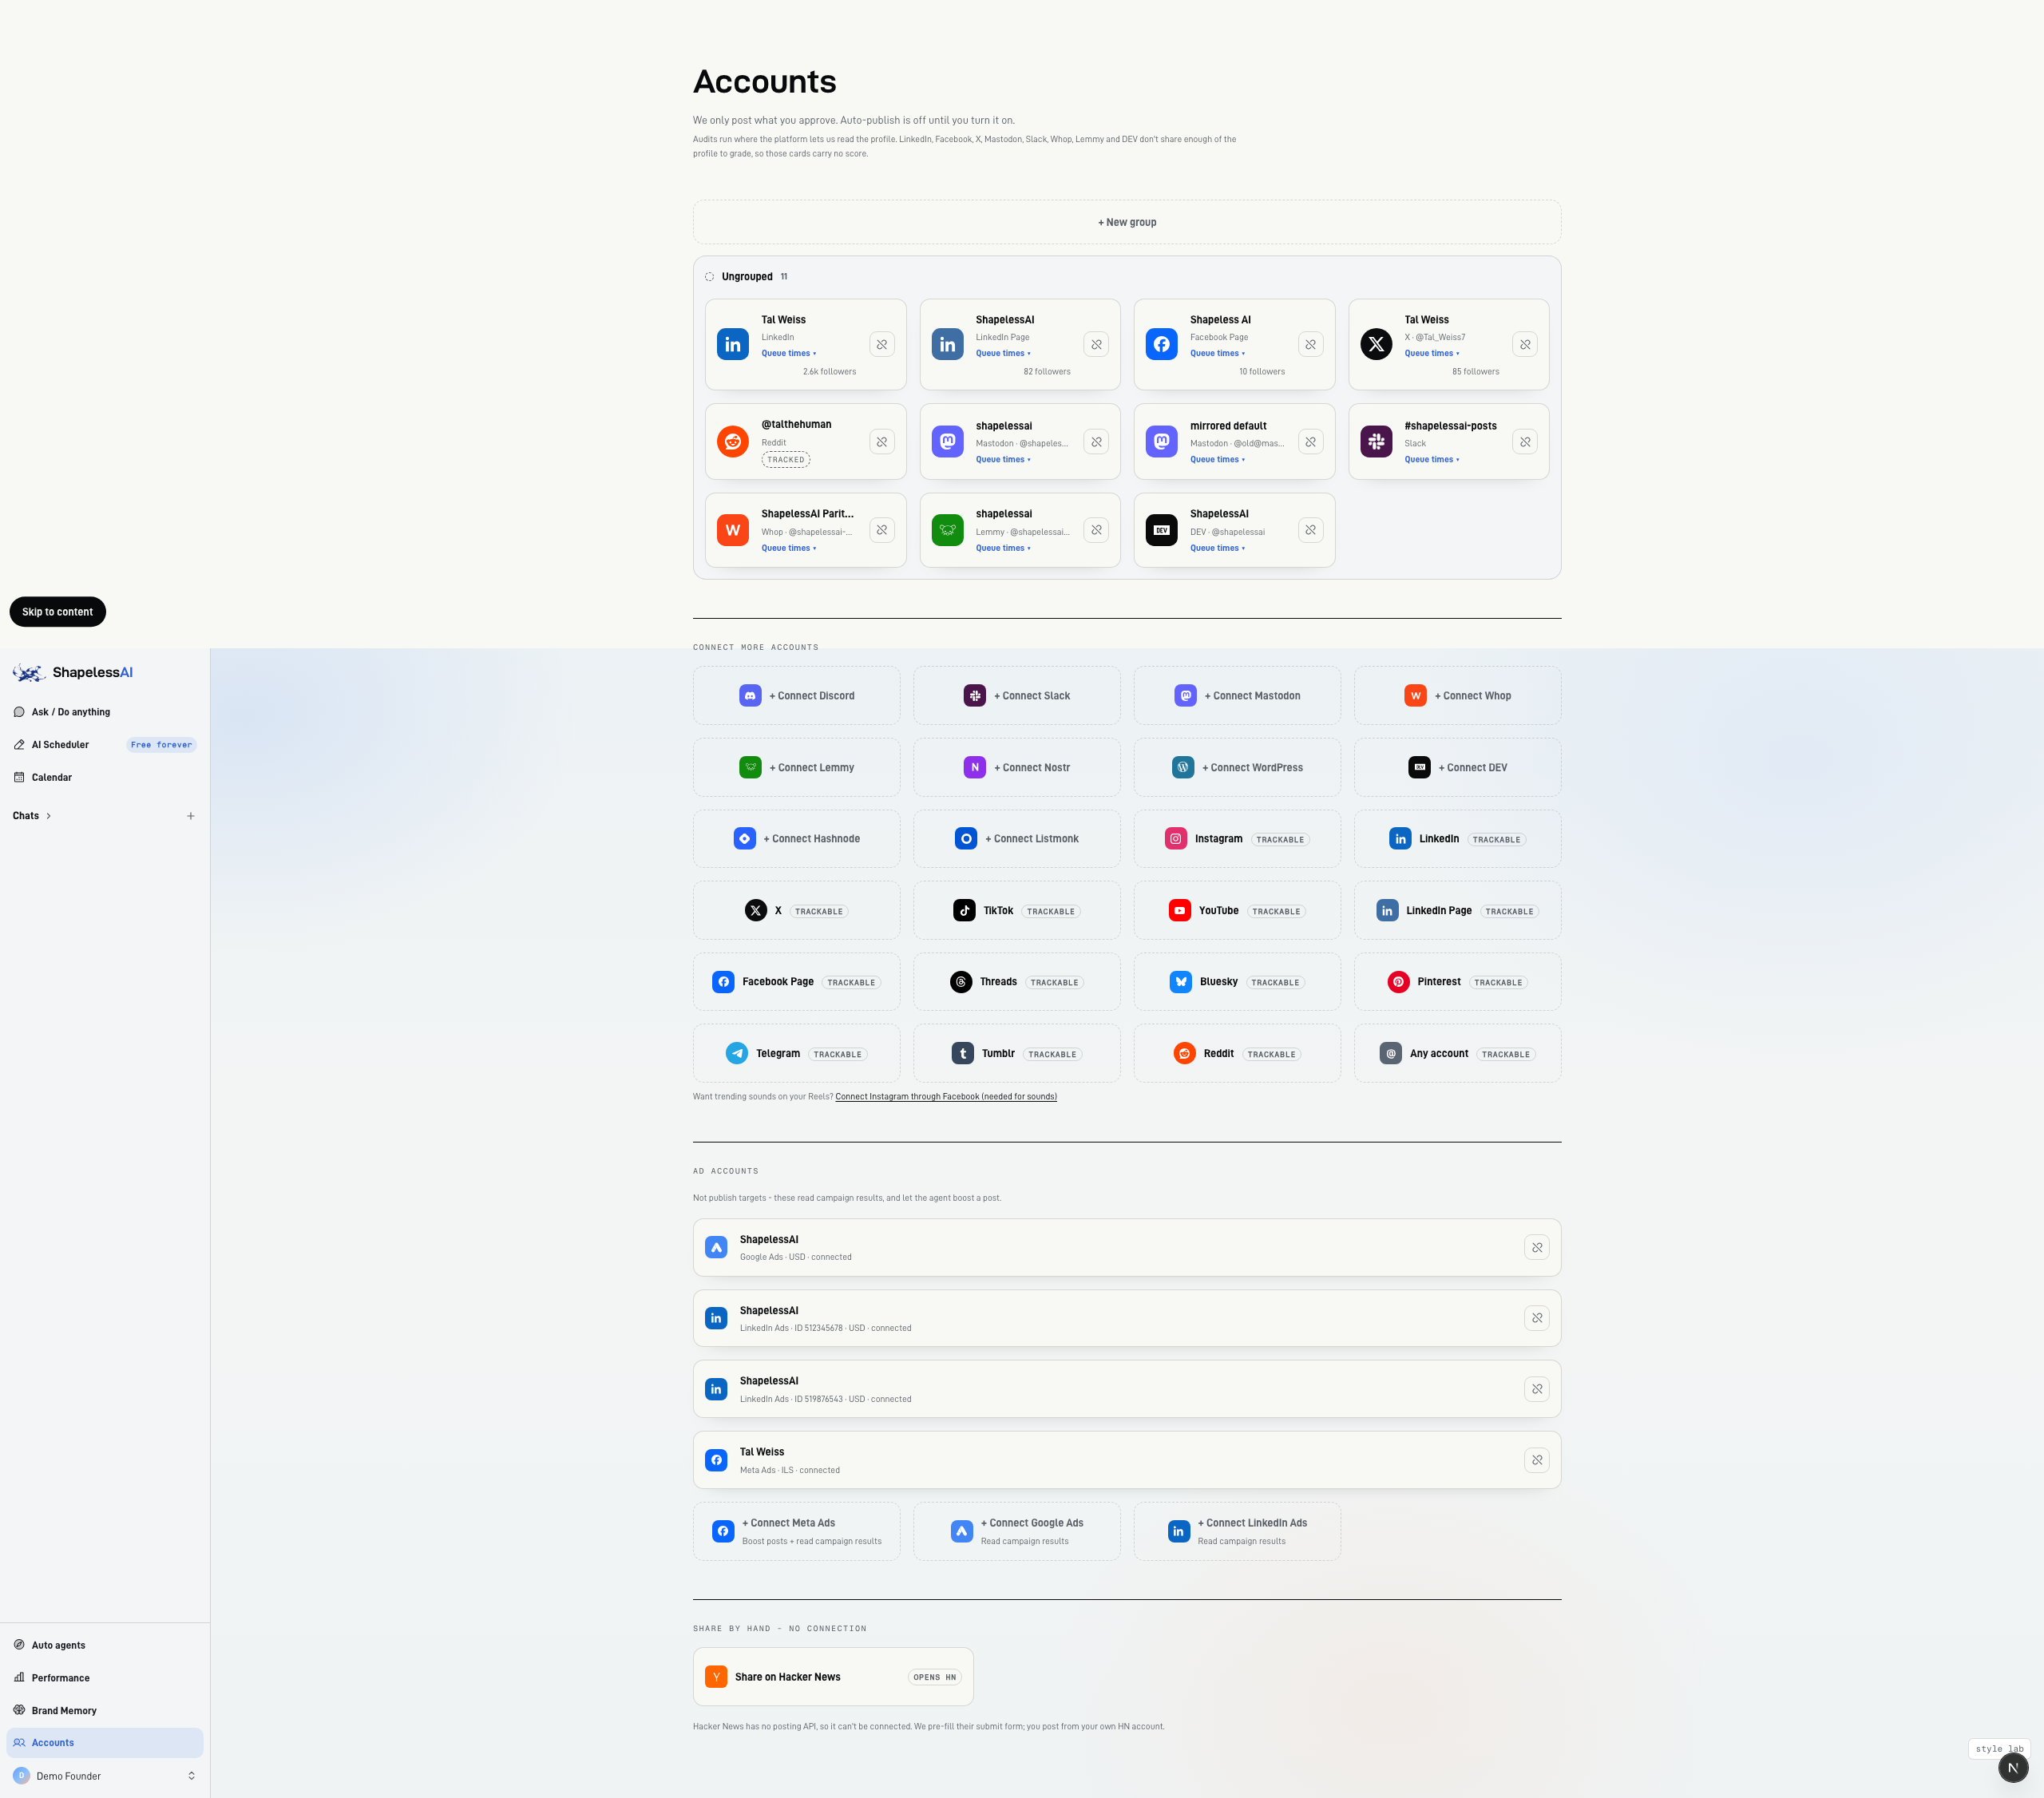 Accounts
We only post what you approve. Auto-publish is off until you turn it on.
Audits run where the platform lets us read the profile. LinkedIn, Facebook, X, Mastodon, Slack, Whop, Lemmy and DEV don't share enough of the
profile to grade, so those cards carry no score.
+ New group
Ungrouped 11
Tal Weiss
LinkedIn
Queue times
2.6k followers
ShapelessAI
LinkedIn Page
Queue times
82 followers
Shapeless AI
Facebook Page
Queue times
10 followers
Tal Weiss
X · @Tal_Weiss7
Queue times
85 followers
@talthehuman
Reddit
TRACKED
shapelessai
Mastodon · @shapeles...
Queue times
mirrored default
Mastodon · @old@mas...
Queue times
#shapelessai-posts
Slack
Queue times
W
ShapelessAI Parit...
Whop · @shapelessai-...
Queue times
shapelessai
Lemmy · @shapelessai...
Queue times
DEV
ShapelessAI
DEV · @shapelessai
Queue times
Skip to content
ShapelessAI
Ask / Do anything
AI Scheduler Free forever
Calendar
Chats
CONNECT MORE ACCOUNTS
+ Connect Discord
+ Connect Slack
+ Connect Mastodon
+ Connect Whop
+ Connect Lemmy
+ Connect Nostr
+ Connect WordPress
+ Connect DEV
+ Connect Hashnode
+ Connect Listmonk
Instagram TRACKABLE
LinkedIn TRACKABLE
X TRACKABLE
TikTok TRACKABLE
YouTube TRACKABLE
LinkedIn Page TRACKABLE
Facebook Page TRACKABLE
Threads TRACKABLE
Bluesky TRACKABLE
Pinterest TRACKABLE
Telegram TRACKABLE
Tumblr TRACKABLE
Reddit TRACKABLE
Any account TRACKABLE
Want trending sounds on your Reels? Connect Instagram through Facebook (needed for sounds)
AD ACCOUNTS
Not publish targets - these read campaign results, and let the agent boost a post.
ShapelessAI
Google Ads · USD · connected
ShapelessAI
LinkedIn Ads · ID 512345678 · USD · connected
ShapelessAI
LinkedIn Ads · ID 519876543 · USD · connected
Tal Weiss
Meta Ads · ILS · connected
+ Connect Meta Ads
Boost posts + read campaign results
+ Connect Google Ads
Read campaign results
+ Connect LinkedIn Ads
Read campaign results
SHARE BY HAND - NO CONNECTION
Y Share on Hacker News OPENS HN
Hacker News has no posting API, so it can't be connected. We pre-fill their submit form; you post from your own HN account.
Auto agents
Performance
Brand Memory
Accounts
D Demo Founder
style lab
N